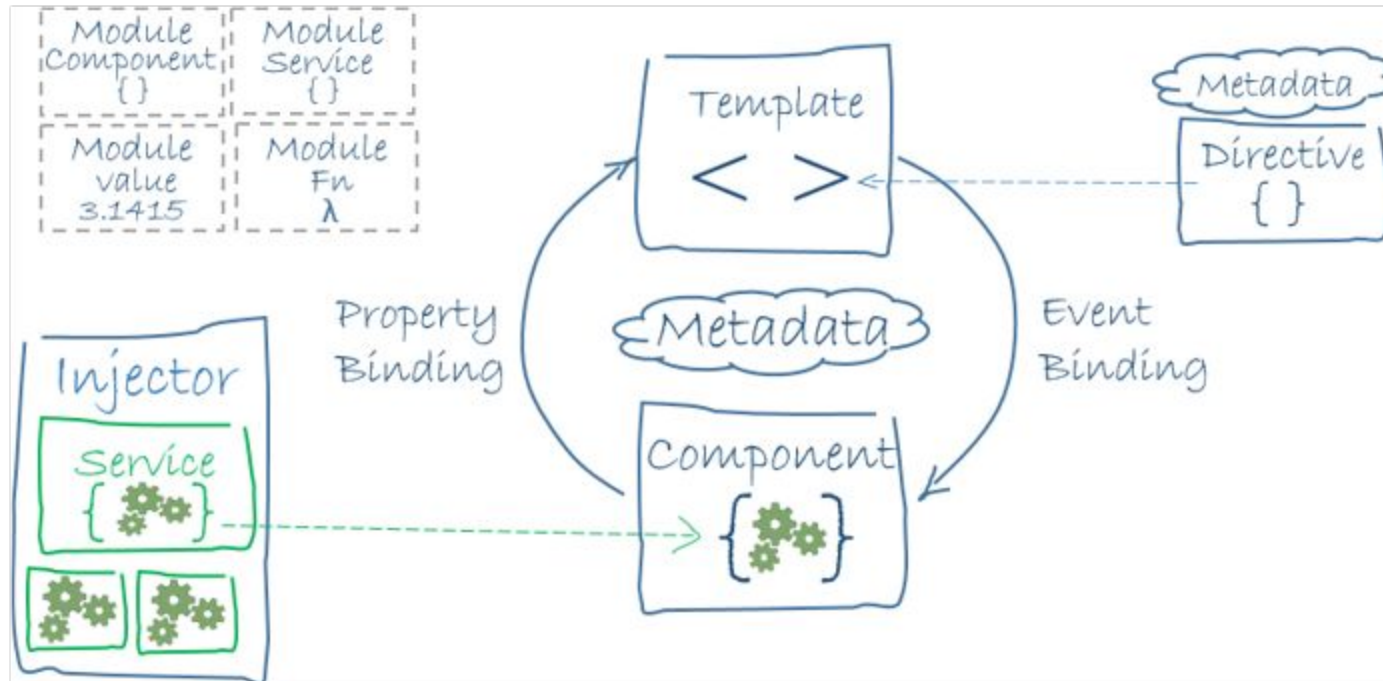 Module
Component
{ }
Module
Service
{ }
Module
value
3.1415
Module
Fn
λ
Template
< >
Metadata
Directive
{ }
Property
Binding
Metadata
Event
Binding
Injector
Service
{ }
Component
{ }